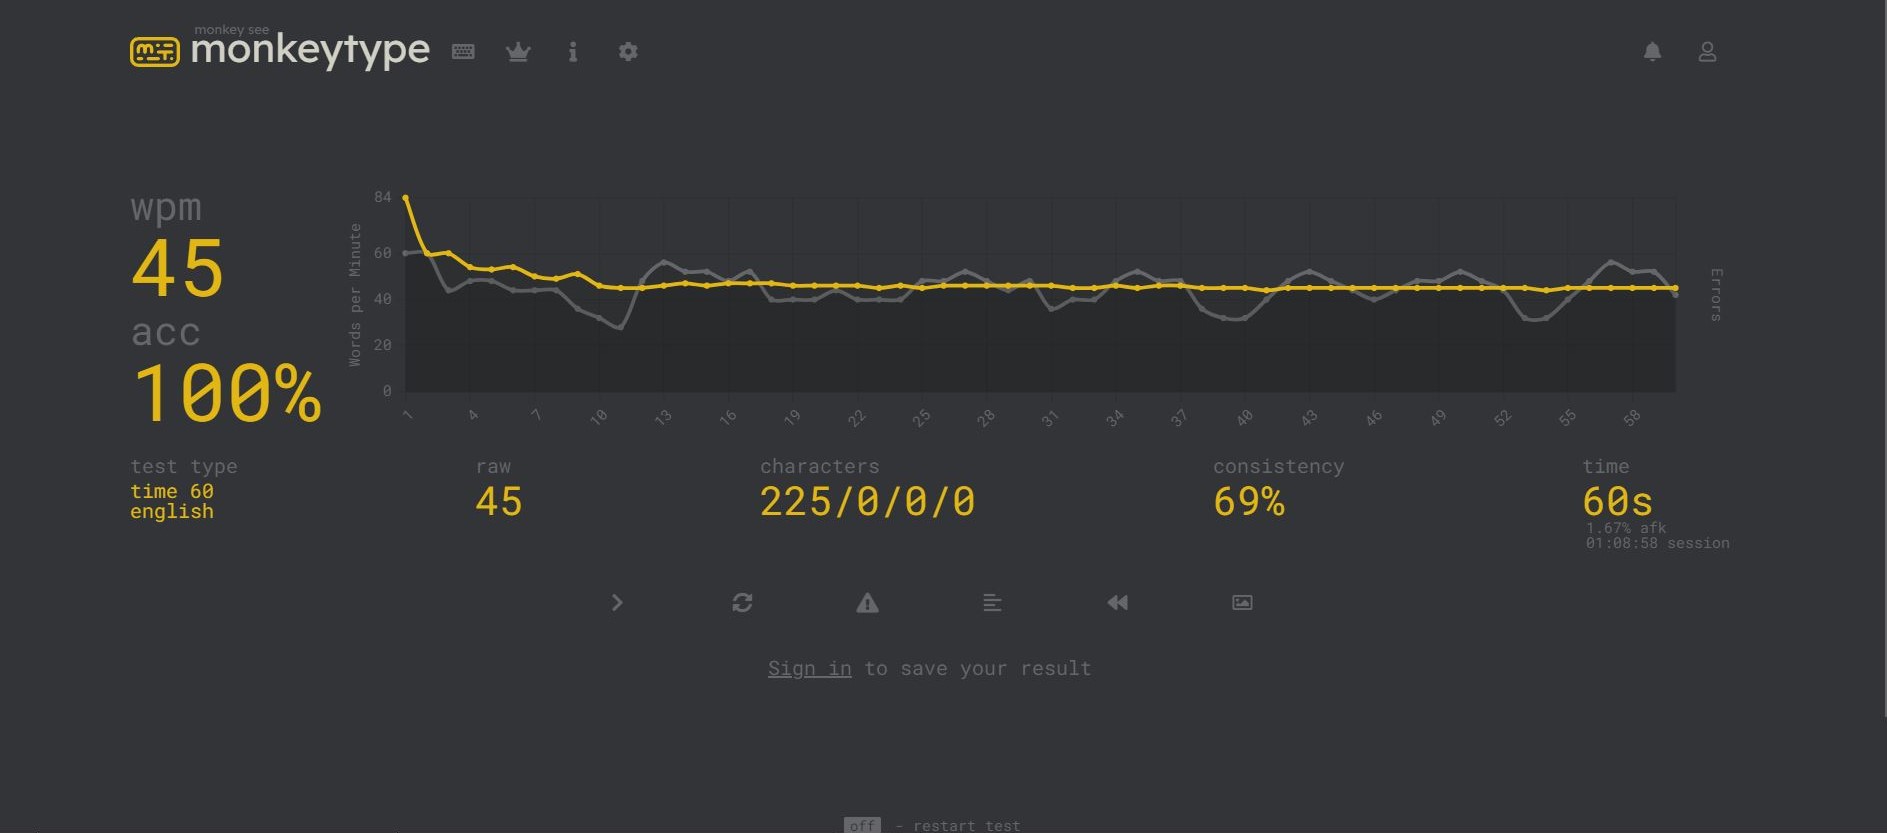 monkey see
monkeytype
wpm
45
acc
100%
Words per Minute
84
60
40
20
0
1 4 7 10 13 16 19 22 25 28 31 34 37 40 43 46 49 52 55 58
Errors
test type
time 60
english
raw
45
characters
225/0/0/0
consistency
69%
time
60s
1.67% afk
01:08:58 session
Sign in to save your result
off - restart test